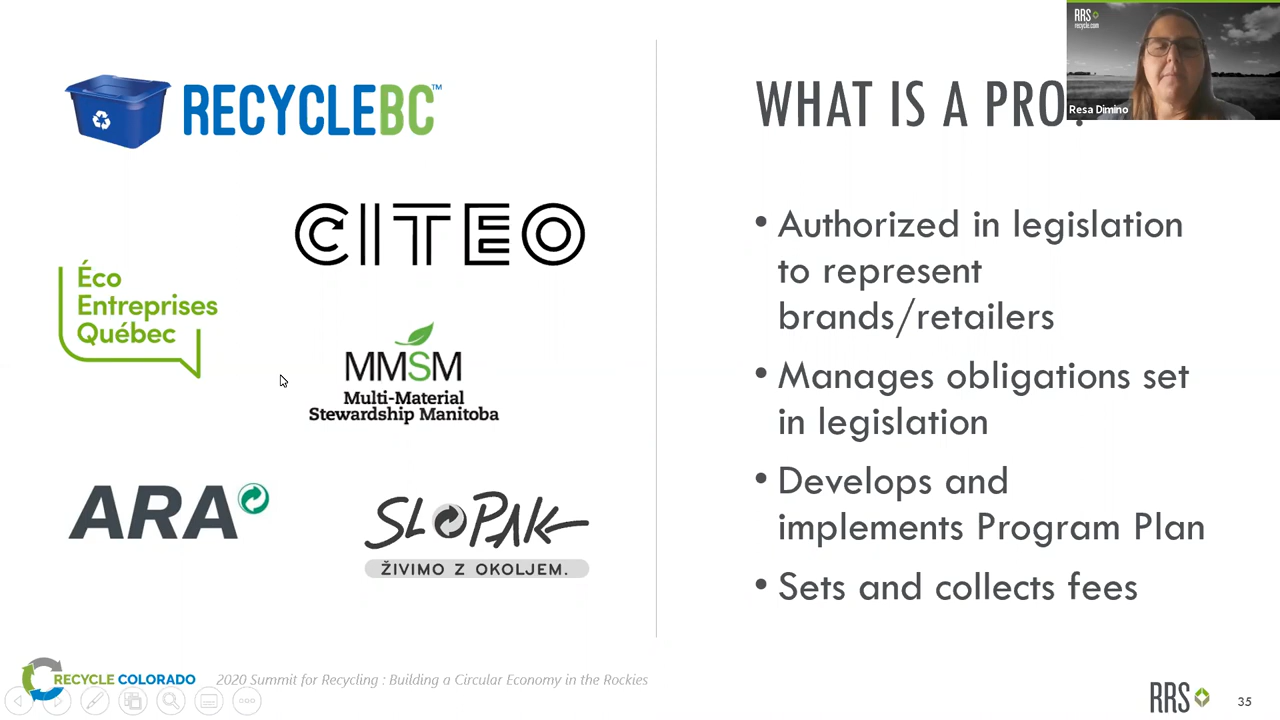 RECYCLEBC™
CITEO
Éco
Entreprises
Québec
MMSM
Multi-Material
Stewardship Manitoba
ARA
SLOPAK
ŽIVIMO Z OKOLJEM.
WHAT IS A PRO?
• Authorized in legislation
to represent
brands/retailers
• Manages obligations set
in legislation
• Develops and
implements Program Plan
• Sets and collects fees
RRS
recycle.com
Resa Dimino
RECYCLE COLORADO
2020 Summit for Recycling : Building a Circular Economy in the Rockies
RRS
35